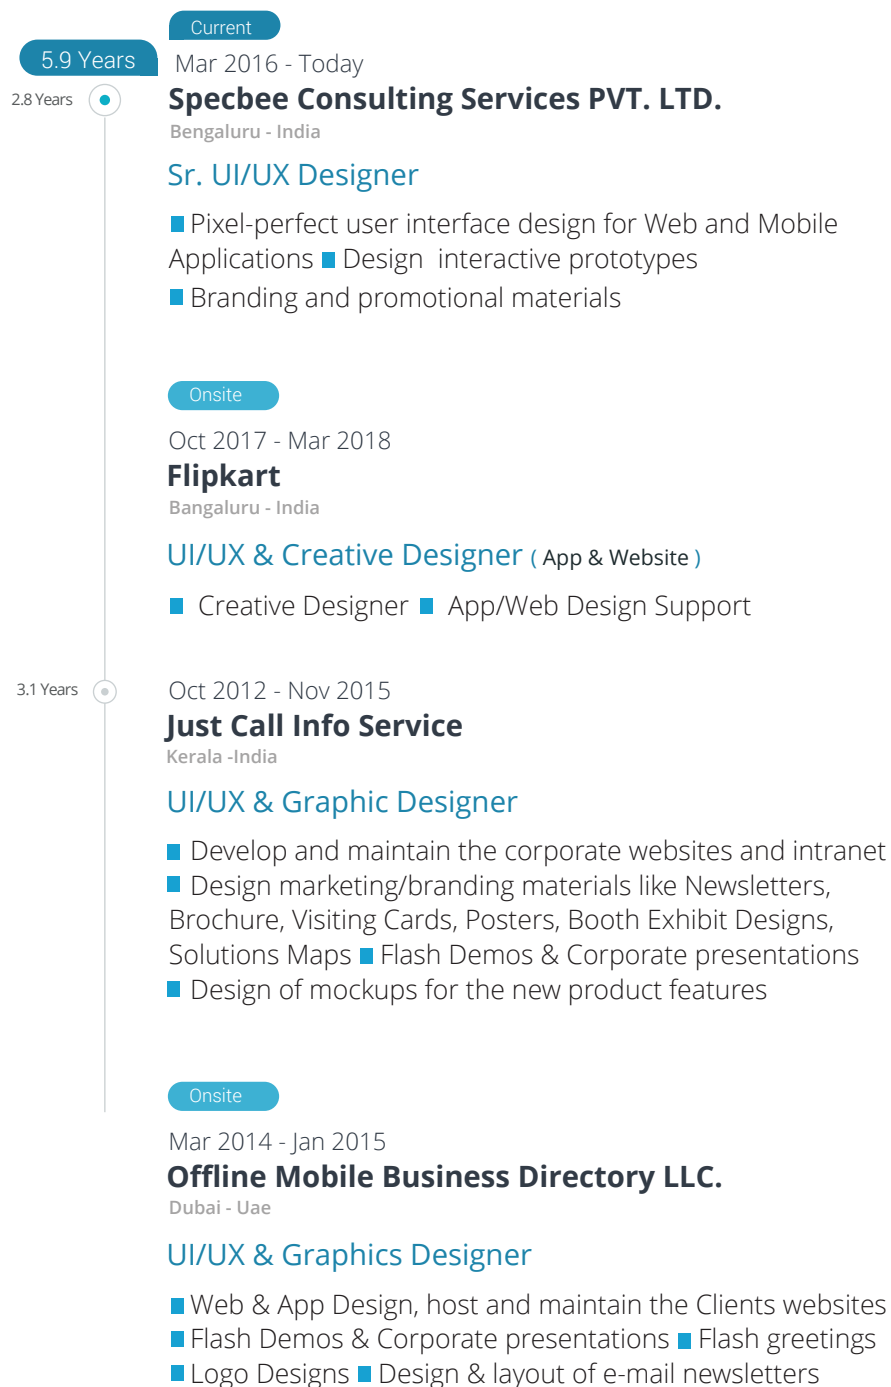 Current
5.9 Years
Mar 2016 - Today
2.8 Years
Specbee Consulting Services PVT. LTD.
Bengaluru - India
Sr. UI/UX Designer
Pixel-perfect user interface design for Web and Mobile
Applications Design interactive prototypes
Branding and promotional materials
Onsite
Oct 2017 - Mar 2018
Flipkart
Bangaluru - India
UI/UX & Creative Designer ( App & Website )
Creative Designer App/Web Design Support
3.1 Years
Oct 2012 - Nov 2015
Just Call Info Service
Kerala -India
UI/UX & Graphic Designer
Develop and maintain the corporate websites and intranet
Design marketing/branding materials like Newsletters,
Brochure, Visiting Cards, Posters, Booth Exhibit Designs,
Solutions Maps Flash Demos & Corporate presentations
Design of mockups for the new product features
Onsite
Mar 2014 - Jan 2015
Offline Mobile Business Directory LLC.
Dubai - Uae
UI/UX & Graphics Designer
Web & App Design, host and maintain the Clients websites
Flash Demos & Corporate presentations Flash greetings
Logo Designs Design & layout of e-mail newsletters